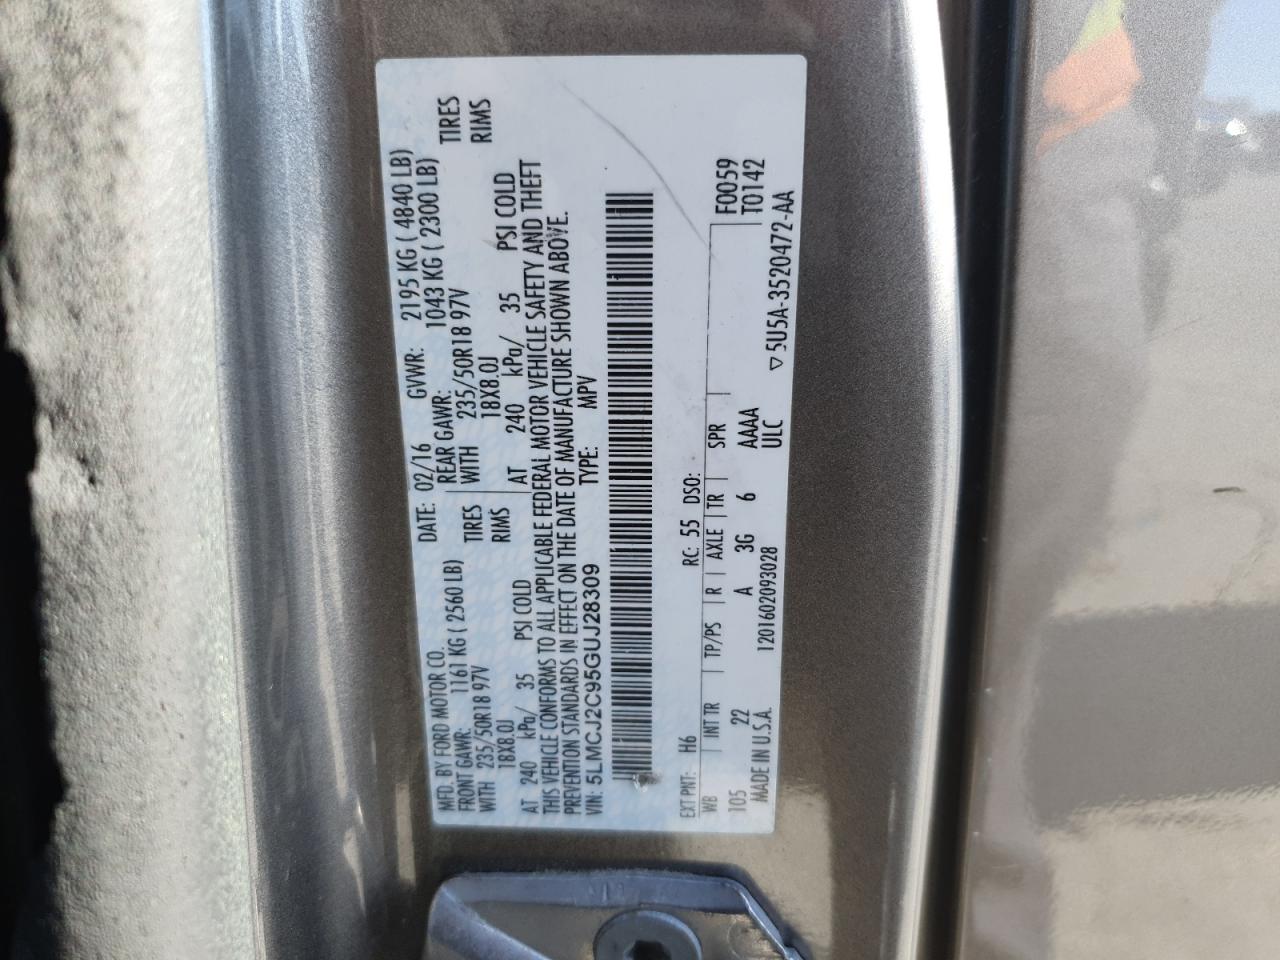 MFD. BY FORD MOTOR CO.
DATE: 02/16 GVWR: 2195 KG ( 4840 LB)
FRONT GAWR: 1161 KG ( 2560 LB) REAR GAWR: 1043 KG ( 2300 LB)
WITH 235/50R18 97V TIRES WITH 235/50R18 97V TIRES
18X8.0J RIMS 18X8.0J RIMS
AT 240 kPa/ 35 PSI COLD AT 240 kPa/ 35 PSI COLD
THIS VEHICLE CONFORMS TO ALL APPLICABLE FEDERAL MOTOR VEHICLE SAFETY AND THEFT
PREVENTION STANDARDS IN EFFECT ON THE DATE OF MANUFACTURE SHOWN ABOVE.
VIN: 5LMCJ2C95GUJ28309 TYPE: MPV
EXT PNT: H6 RC: 55 DSO: F0059
WB INT TR TP/PS R AXLE TR SPR T0142
105 22 A 3G 6 AAAA
MADE IN U.S.A. 1201602093028 ULC ▽ 5U5A-3520472-AA